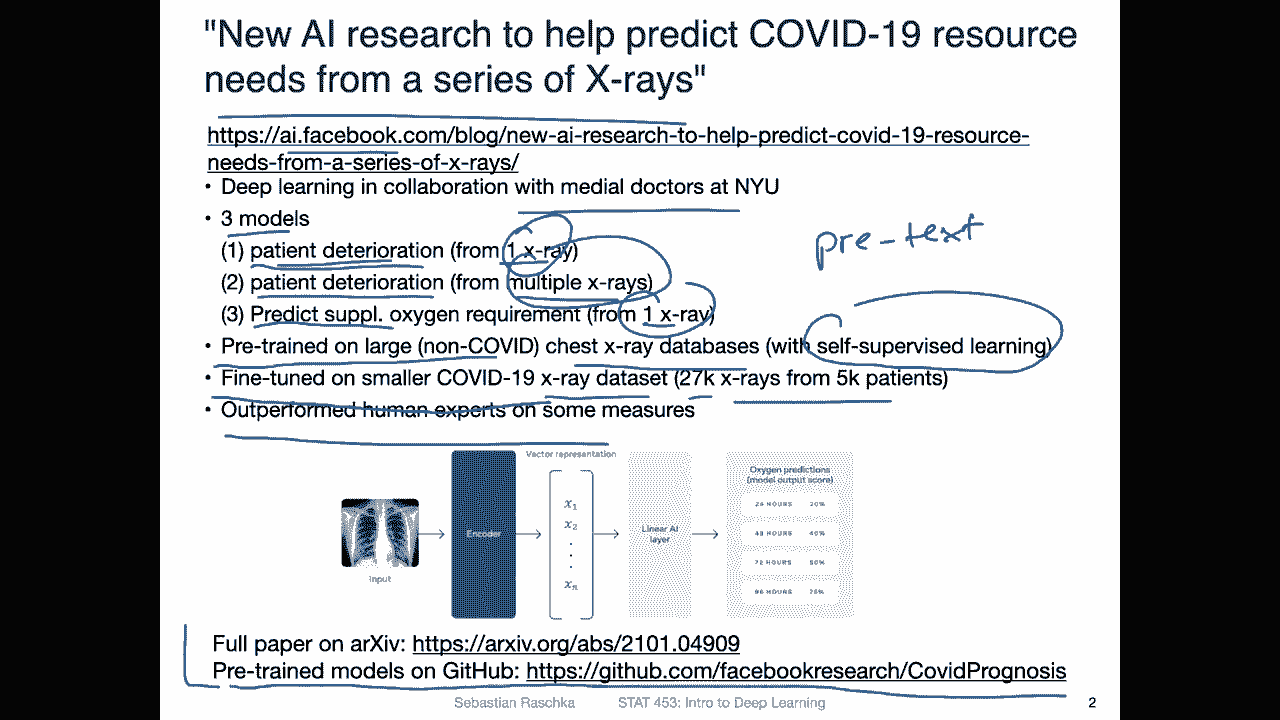 "New AI research to help predict COVID-19 resource
needs from a series of X-rays"
https://ai.facebook.com/blog/new-ai-research-to-help-predict-covid-19-resource-
needs-from-a-series-of-x-rays/
• Deep learning in collaboration with medial doctors at NYU
• 3 models
(1) patient deterioration (from 1 x-ray)
pre-text
(2) patient deterioration (from multiple x-rays)
(3) Predict suppl. oxygen requirement (from 1 x-ray)
• Pre-trained on large (non-COVID) chest x-ray databases (with self-supervised learning)
• Fine-tuned on smaller COVID-19 x-ray dataset (27k x-rays from 5k patients)
• Outperformed human experts on some measures
Input
Encoder
Vector representation
x1
x2
xn
Linear AI
layer
Oxygen predictions
(model output score)
24 HOURS 20%
48 HOURS 40%
72 HOURS
96 HOURS
Full paper on arXiv: https://arxiv.org/abs/2101.04909
Pre-trained models on GitHub: https://github.com/facebookresearch/CovidPrognosis
Sebastian Raschka STAT 453: Intro to Deep Learning 2